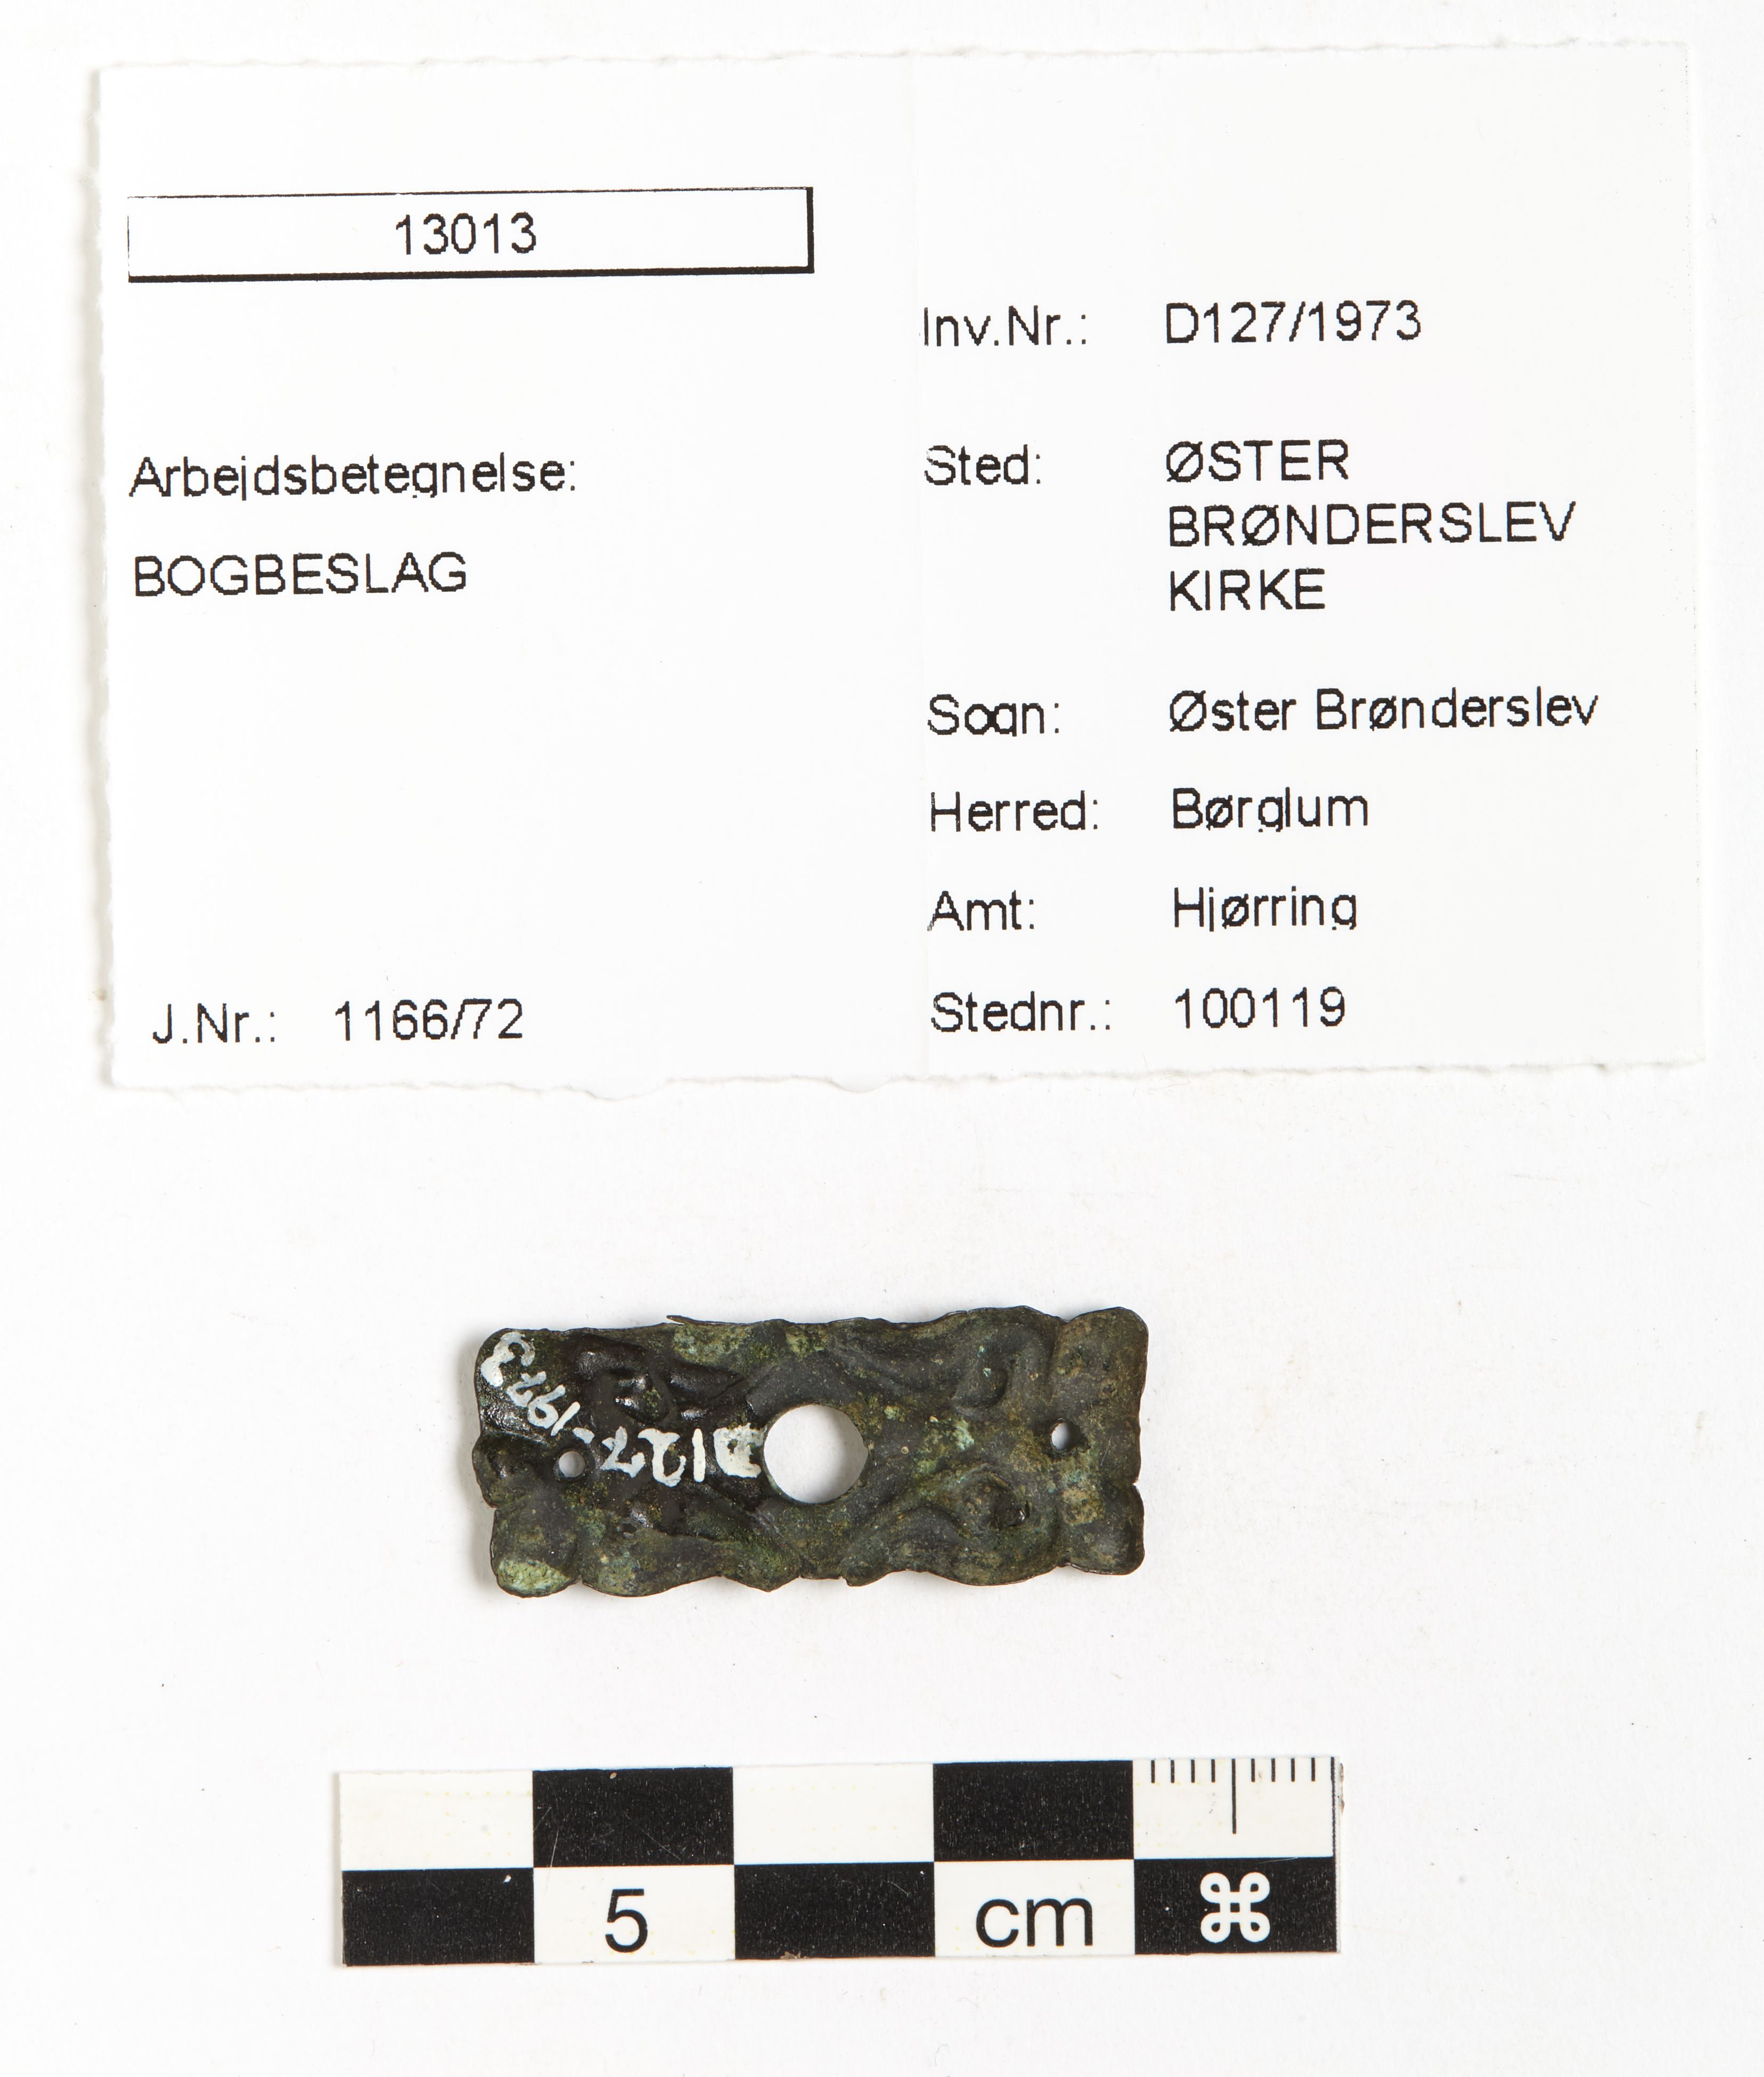 13013
Arbejdsbetegnelse:
BOGBESLAG
J.Nr.: 1166/72
Inv.Nr.: D127/1973
Sted: ØSTER
BRØNDERSLEV
KIRKE
Sogn: Øster Brønderslev
Herred: Børglum
Amt: Hjørring
Stednr.: 100119
D127-1973
5 cm